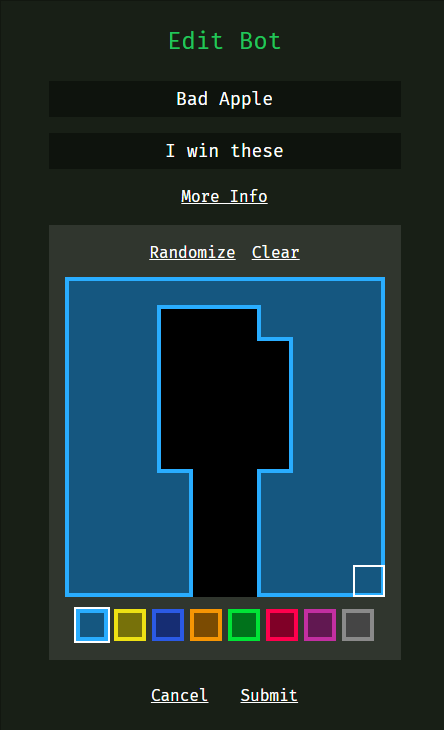 Edit Bot
Bad Apple
I win these
More Info
Randomize Clear
Cancel Submit